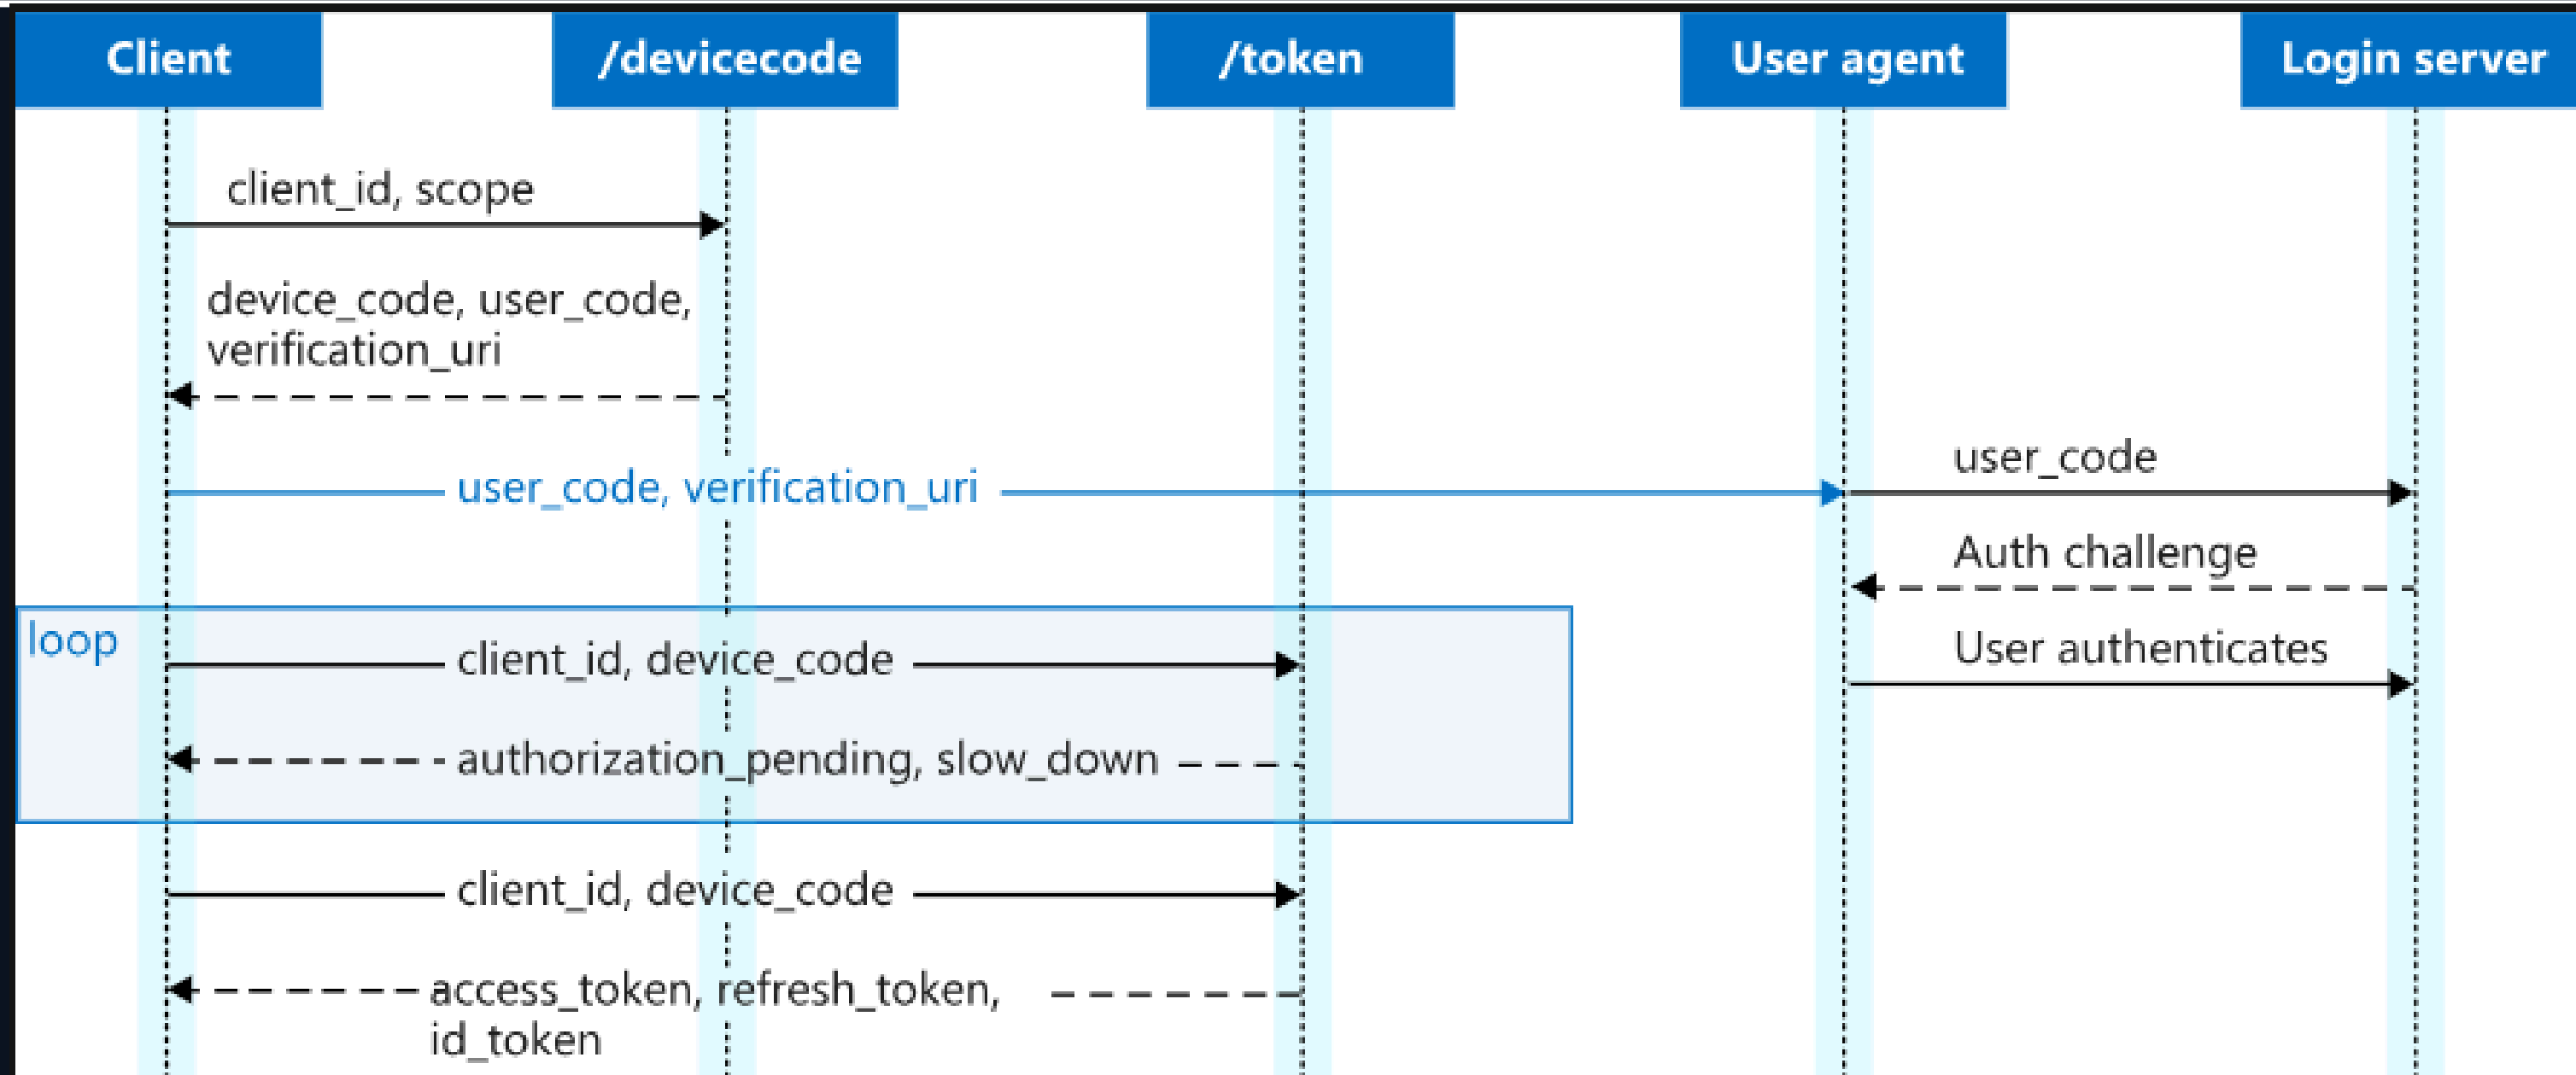 Client
/devicecode
/token
User agent
Login server
client_id, scope
device_code, user_code,
verification_uri
user_code, verification_uri
user_code
Auth challenge
loop
client_id, device_code
User authenticates
authorization_pending, slow_down
client_id, device_code
access_token, refresh_token,
id_token